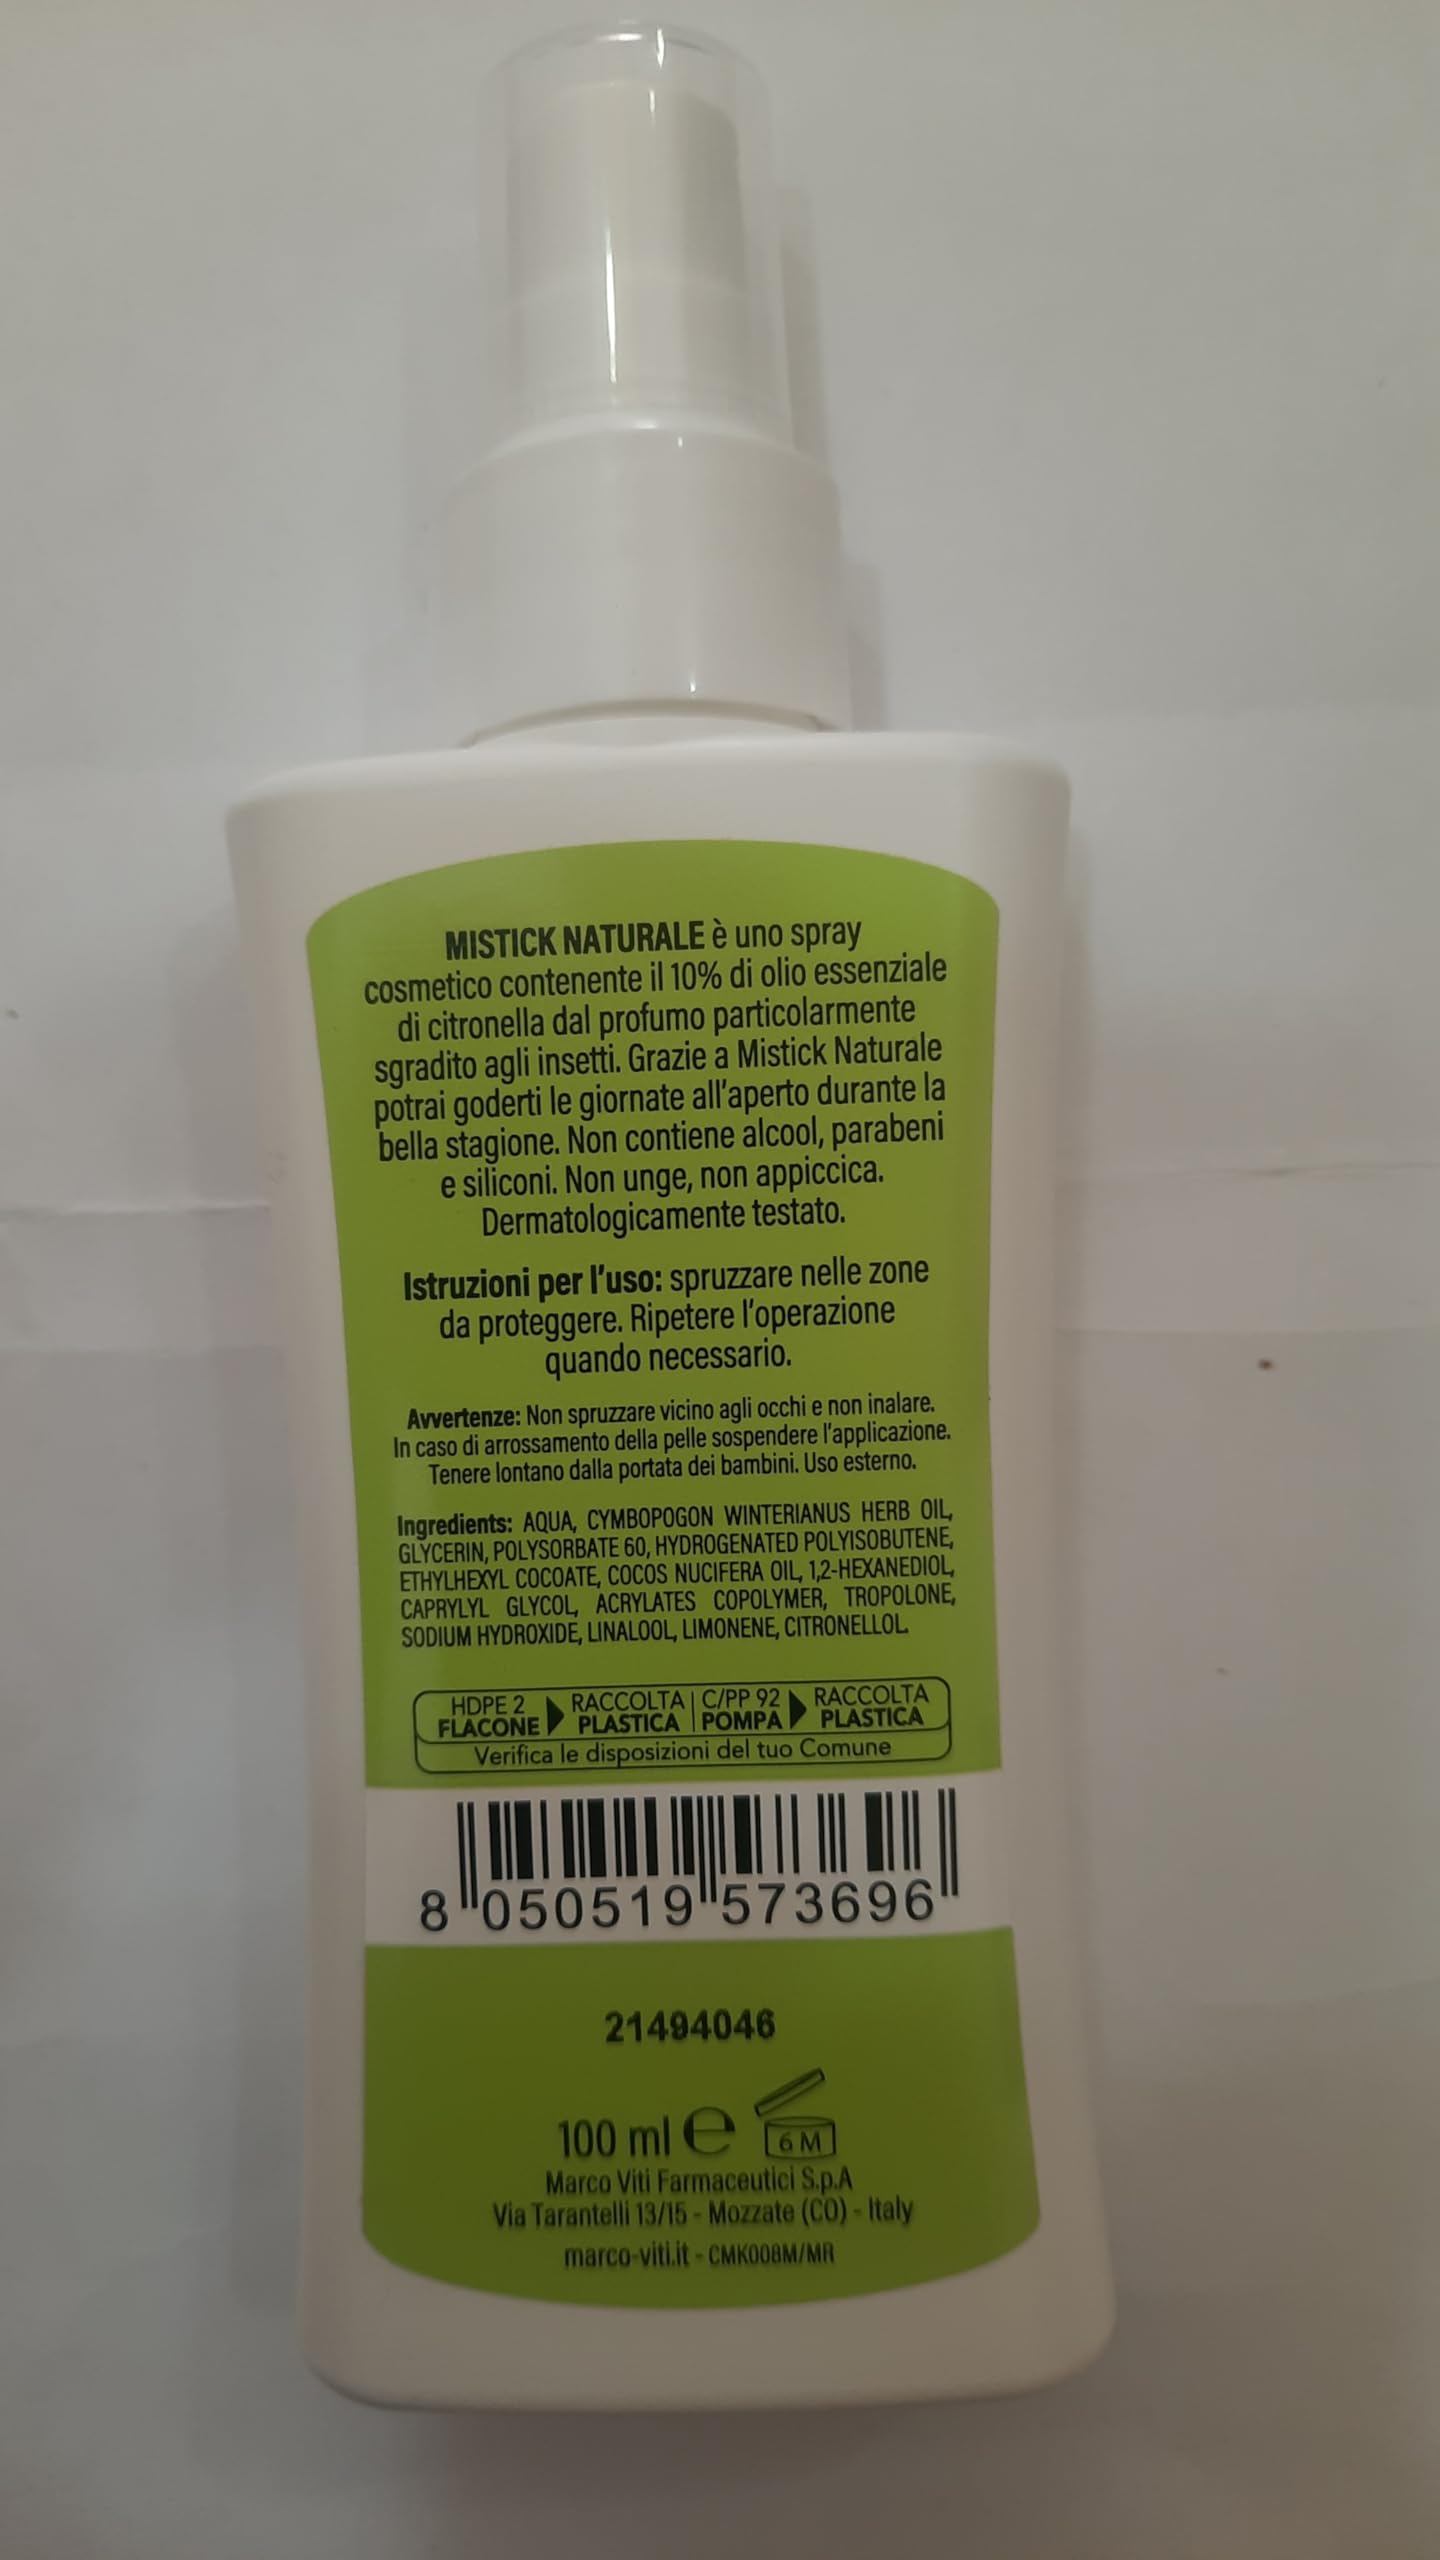 MISTICK NATURALE è uno spray
cosmetico contenente il 10% di olio essenziale
di citronella dal profumo particolarmente
sgradito agli insetti. Grazie a Mistick Naturale
potrai goderti le giornate all'aperto durante la
bella stagione. Non contiene alcool, parabeni
e siliconi. Non unge, non appiccica.
Dermatologicamente testato.
Istruzioni per l'uso: spruzzare nelle zone
da proteggere. Ripetere l'operazione
quando necessario.
Avvertenze: Non spruzzare vicino agli occhi e non inalare.
In caso di arrossamento della pelle sospendere l'applicazione.
Tenere lontano dalla portata dei bambini. Uso esterno.
Ingredients: AQUA, CYMBOPOGON WINTERIANUS HERB OIL,
GLYCERIN, POLYSORBATE 60, HYDROGENATED POLYISOBUTENE,
ETHYLHEXYL COCOATE, COCOS NUCIFERA OIL, 1,2-HEXANEDIOL,
CAPRYLYL GLYCOL, ACRYLATES COPOLYMER, TROPOLONE,
SODIUM HYDROXIDE, LINALOOL, LIMONENE, CITRONELLOL.
HDPE 2 RACCOLTA C/PP 92 RACCOLTA
FLACONE PLASTICA POMPA PLASTICA
Verifica le disposizioni del tuo Comune
8 050519 573696
21494046
100 ml e 6 M
Marco Viti Farmaceutici S.p.A
Via Tarantelli 13/15 - Mozzate (CO) - Italy
marco-viti.it - CMK008M/MR